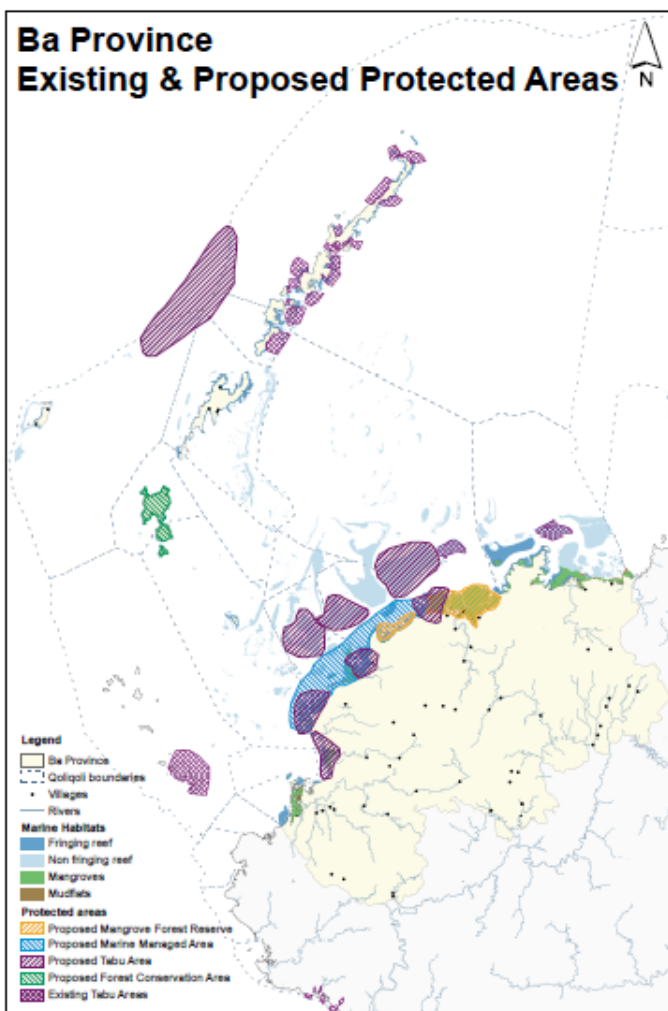 Ba Province
Existing & Proposed Protected Areas
N
Legend
Ba Province
Qoliqoli boundaries
Villages
Rivers
Marine Habitats
Fringing reef
Non fringing reef
Mangroves
Mudflats
Protected areas
Proposed Mangrove Forest Reserve
Proposed Marine Managed Area
Proposed Tabu Area
Proposed Forest Conservation Area
Existing Tabu Areas